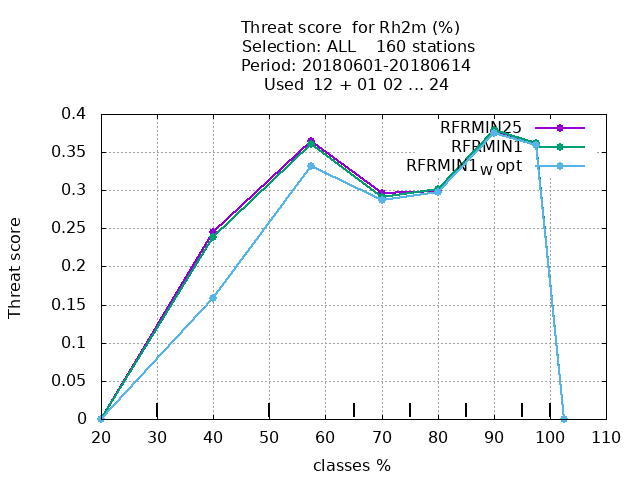 Threat score for Rh2m (%)
Selection: ALL 160 stations
Period: 20180601-20180614
Used 12 + 01 02 ... 24
RFRMIN25
RFRMIN1
RFRMIN1w opt
0.4
0.35
0.3
0.25
0.2
0.15
0.1
0.05
0
20 30 40 50 60 70 80 90 100 110
Threat score
classes %